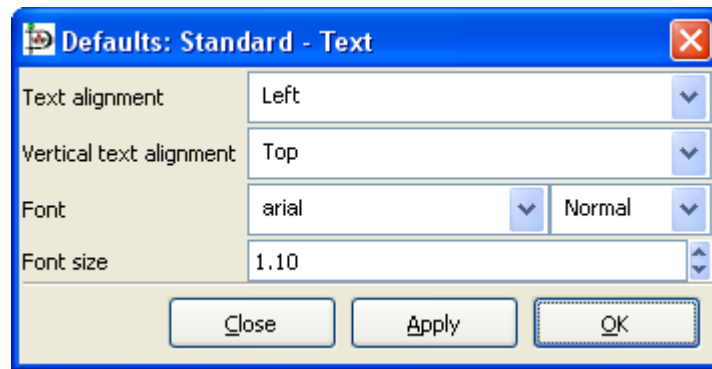 Defaults: Standard - Text
Text alignment Left
Vertical text alignment Top
Font arial Normal
Font size 1.10
Close Apply OK